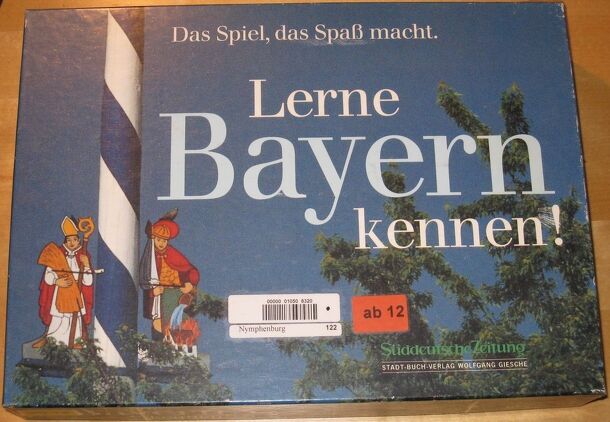 Das Spiel, das Spaß macht.
Lerne
Bayern
kennen!
00000 01050 6320
Nymphenburg 122
ab 12
Süddeutsche Zeitung
STADT-BUCH-VERLAG WOLFGANG GIESCHE